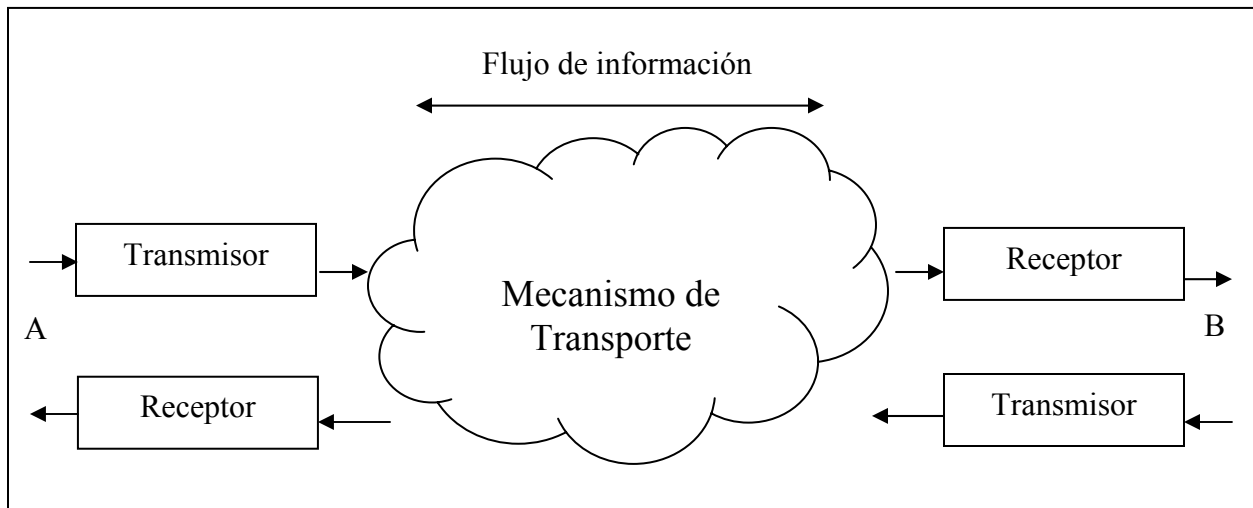 Flujo de información
Transmisor
Receptor
Mecanismo de
Transporte
A
B
Receptor
Transmisor